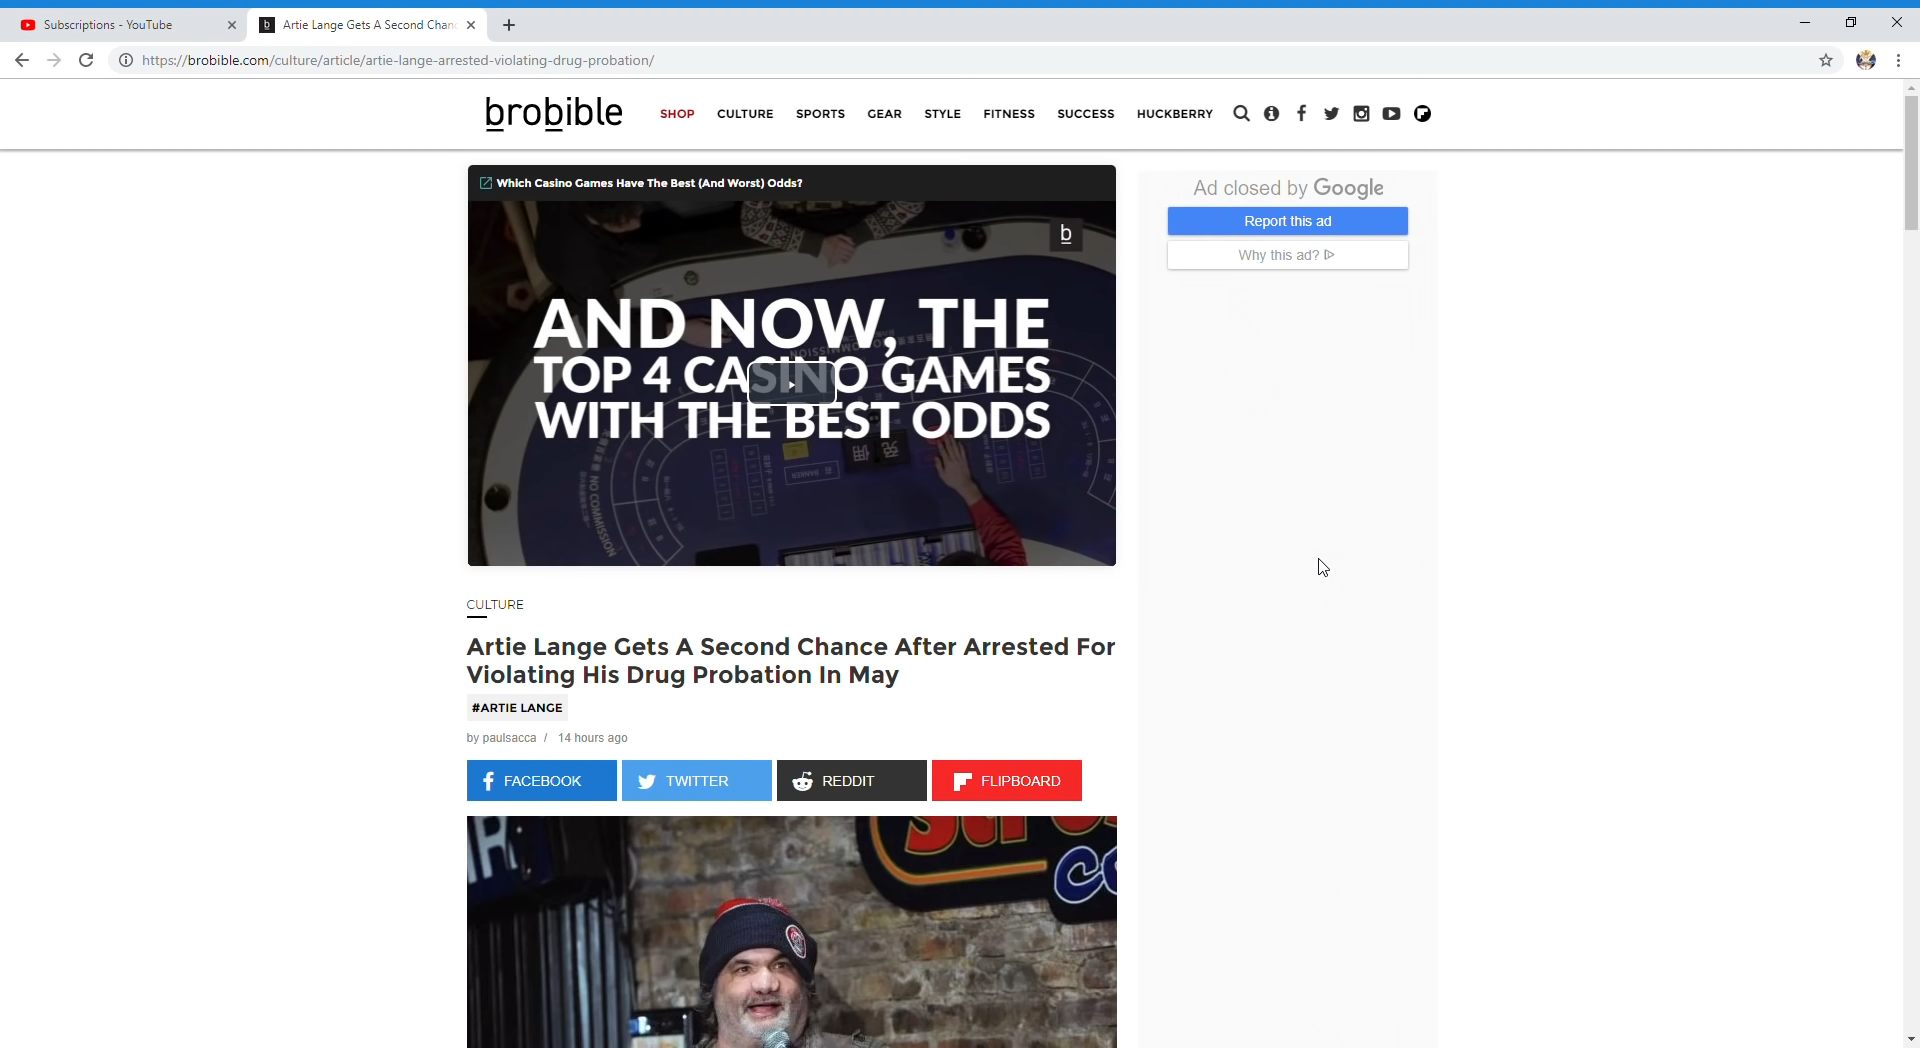 Subscriptions - YouTube
Artie Lange Gets A Second Chanc
https://brobible.com/culture/article/artie-lange-arrested-violating-drug-probation/
brobible
SHOP
CULTURE
SPORTS
GEAR
STYLE
FITNESS
SUCCESS
HUCKBERRY
Which Casino Games Have The Best (And Worst) Odds?
b
AND NOW, THE
TOP 4 CASINO GAMES
WITH THE BEST ODDS
NO COMMISSION
Ad closed by Google
Report this ad
Why this ad?
CULTURE
Artie Lange Gets A Second Chance After Arrested For
Violating His Drug Probation In May
#ARTIE LANGE
by paulsacca / 14 hours ago
FACEBOOK
TWITTER
REDDIT
FLIPBOARD